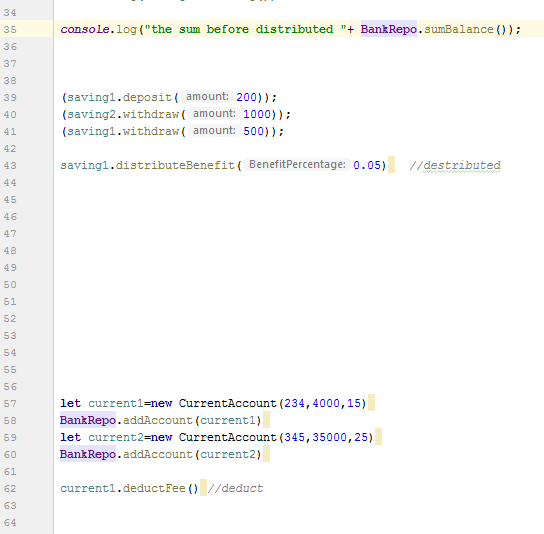 34
35 console.log("the sum before distributed "+ BankRepo.sumBalance());
36
37
38
39 (saving1.deposit( amount: 200));
40 (saving2.withdraw( amount: 1000));
41 (saving1.withdraw( amount: 500));
42
43 saving1.distributeBenefit( BenefitPercentage: 0.05) //destributed
44
45
46
47
48
49
50
51
52
53
54
55
56
57 let current1=new CurrentAccount(234,4000,15)
58 BankRepo.addAccount(current1)
59 let current2=new CurrentAccount(345,35000,25)
60 BankRepo.addAccount(current2)
61
62 current1.deductFee() //deduct
63
64